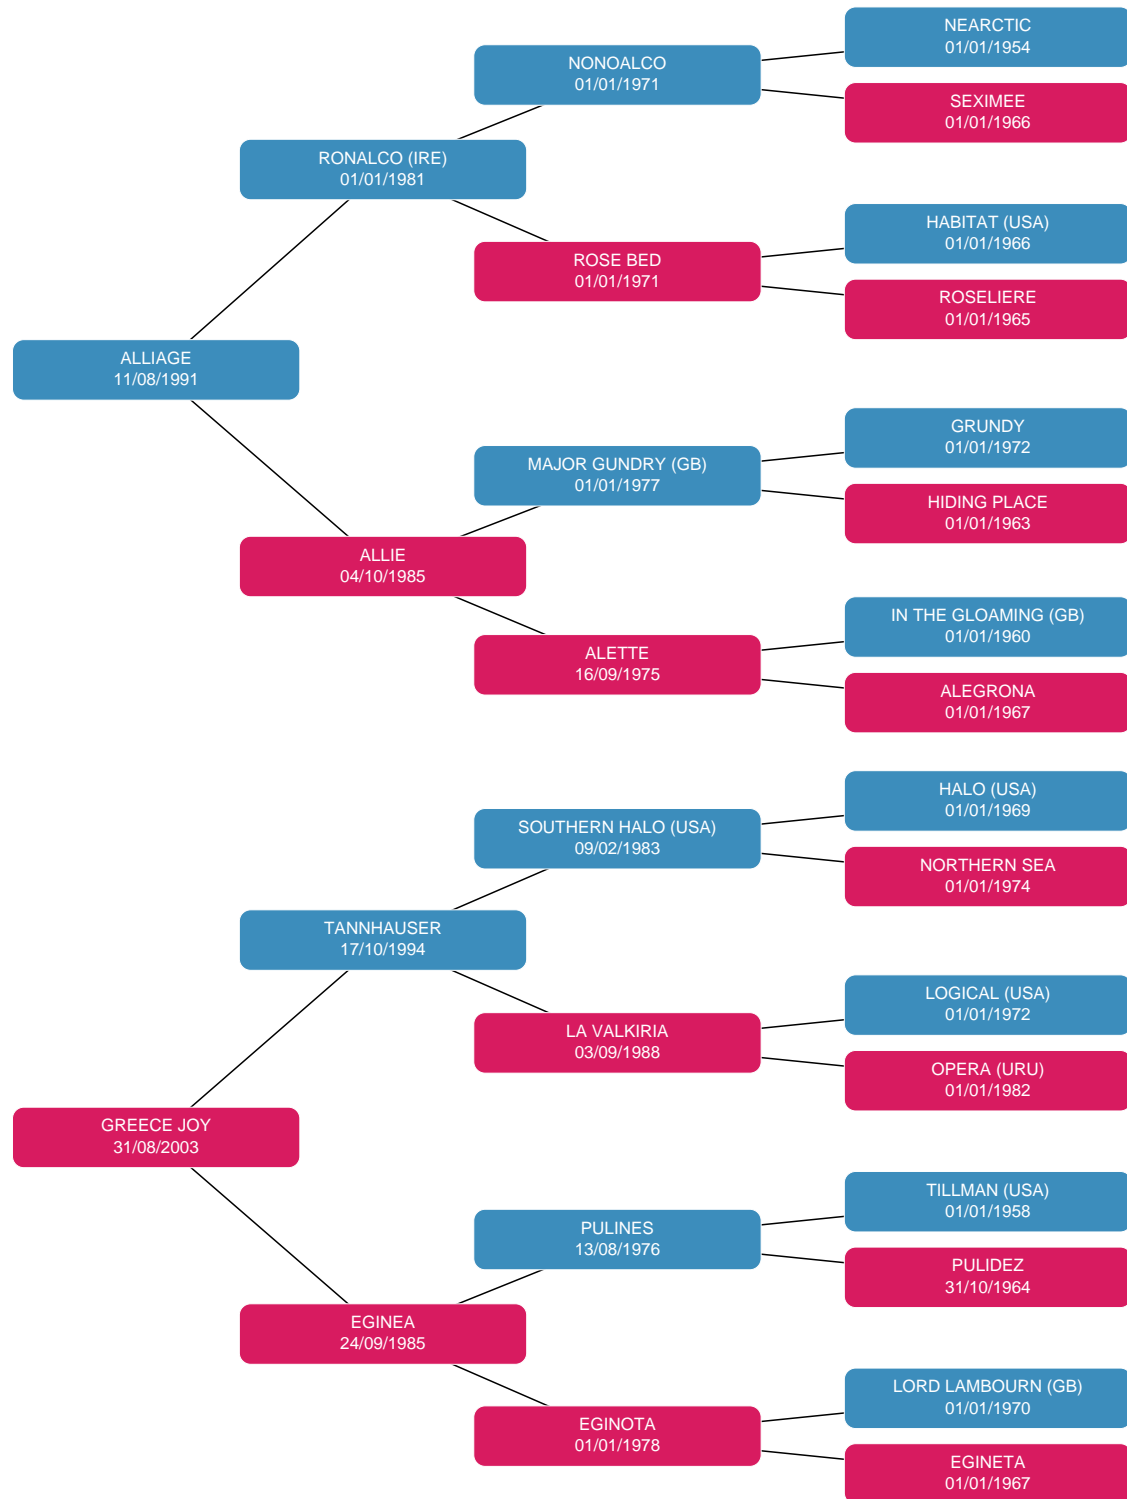 NEARCTIC
01/01/1954
NONOALCO
01/01/1971
SEXIMEE
01/01/1966
RONALCO (IRE)
01/01/1981
HABITAT (USA)
01/01/1966
ROSE BED
01/01/1971
ROSELIERE
01/01/1965
ALLIAGE
11/08/1991
GRUNDY
01/01/1972
MAJOR GUNDRY (GB)
01/01/1977
HIDING PLACE
01/01/1963
ALLIE
04/10/1985
IN THE GLOAMING (GB)
01/01/1960
ALETTE
16/09/1975
ALEGRONA
01/01/1967
HALO (USA)
01/01/1969
SOUTHERN HALO (USA)
09/02/1983
NORTHERN SEA
01/01/1974
TANNHAUSER
17/10/1994
LOGICAL (USA)
01/01/1972
LA VALKIRIA
03/09/1988
OPERA (URU)
01/01/1982
GREECE JOY
31/08/2003
TILLMAN (USA)
01/01/1958
PULINES
13/08/1976
PULIDEZ
31/10/1964
EGINEA
24/09/1985
LORD LAMBOURN (GB)
01/01/1970
EGINOTA
01/01/1978
EGINETA
01/01/1967